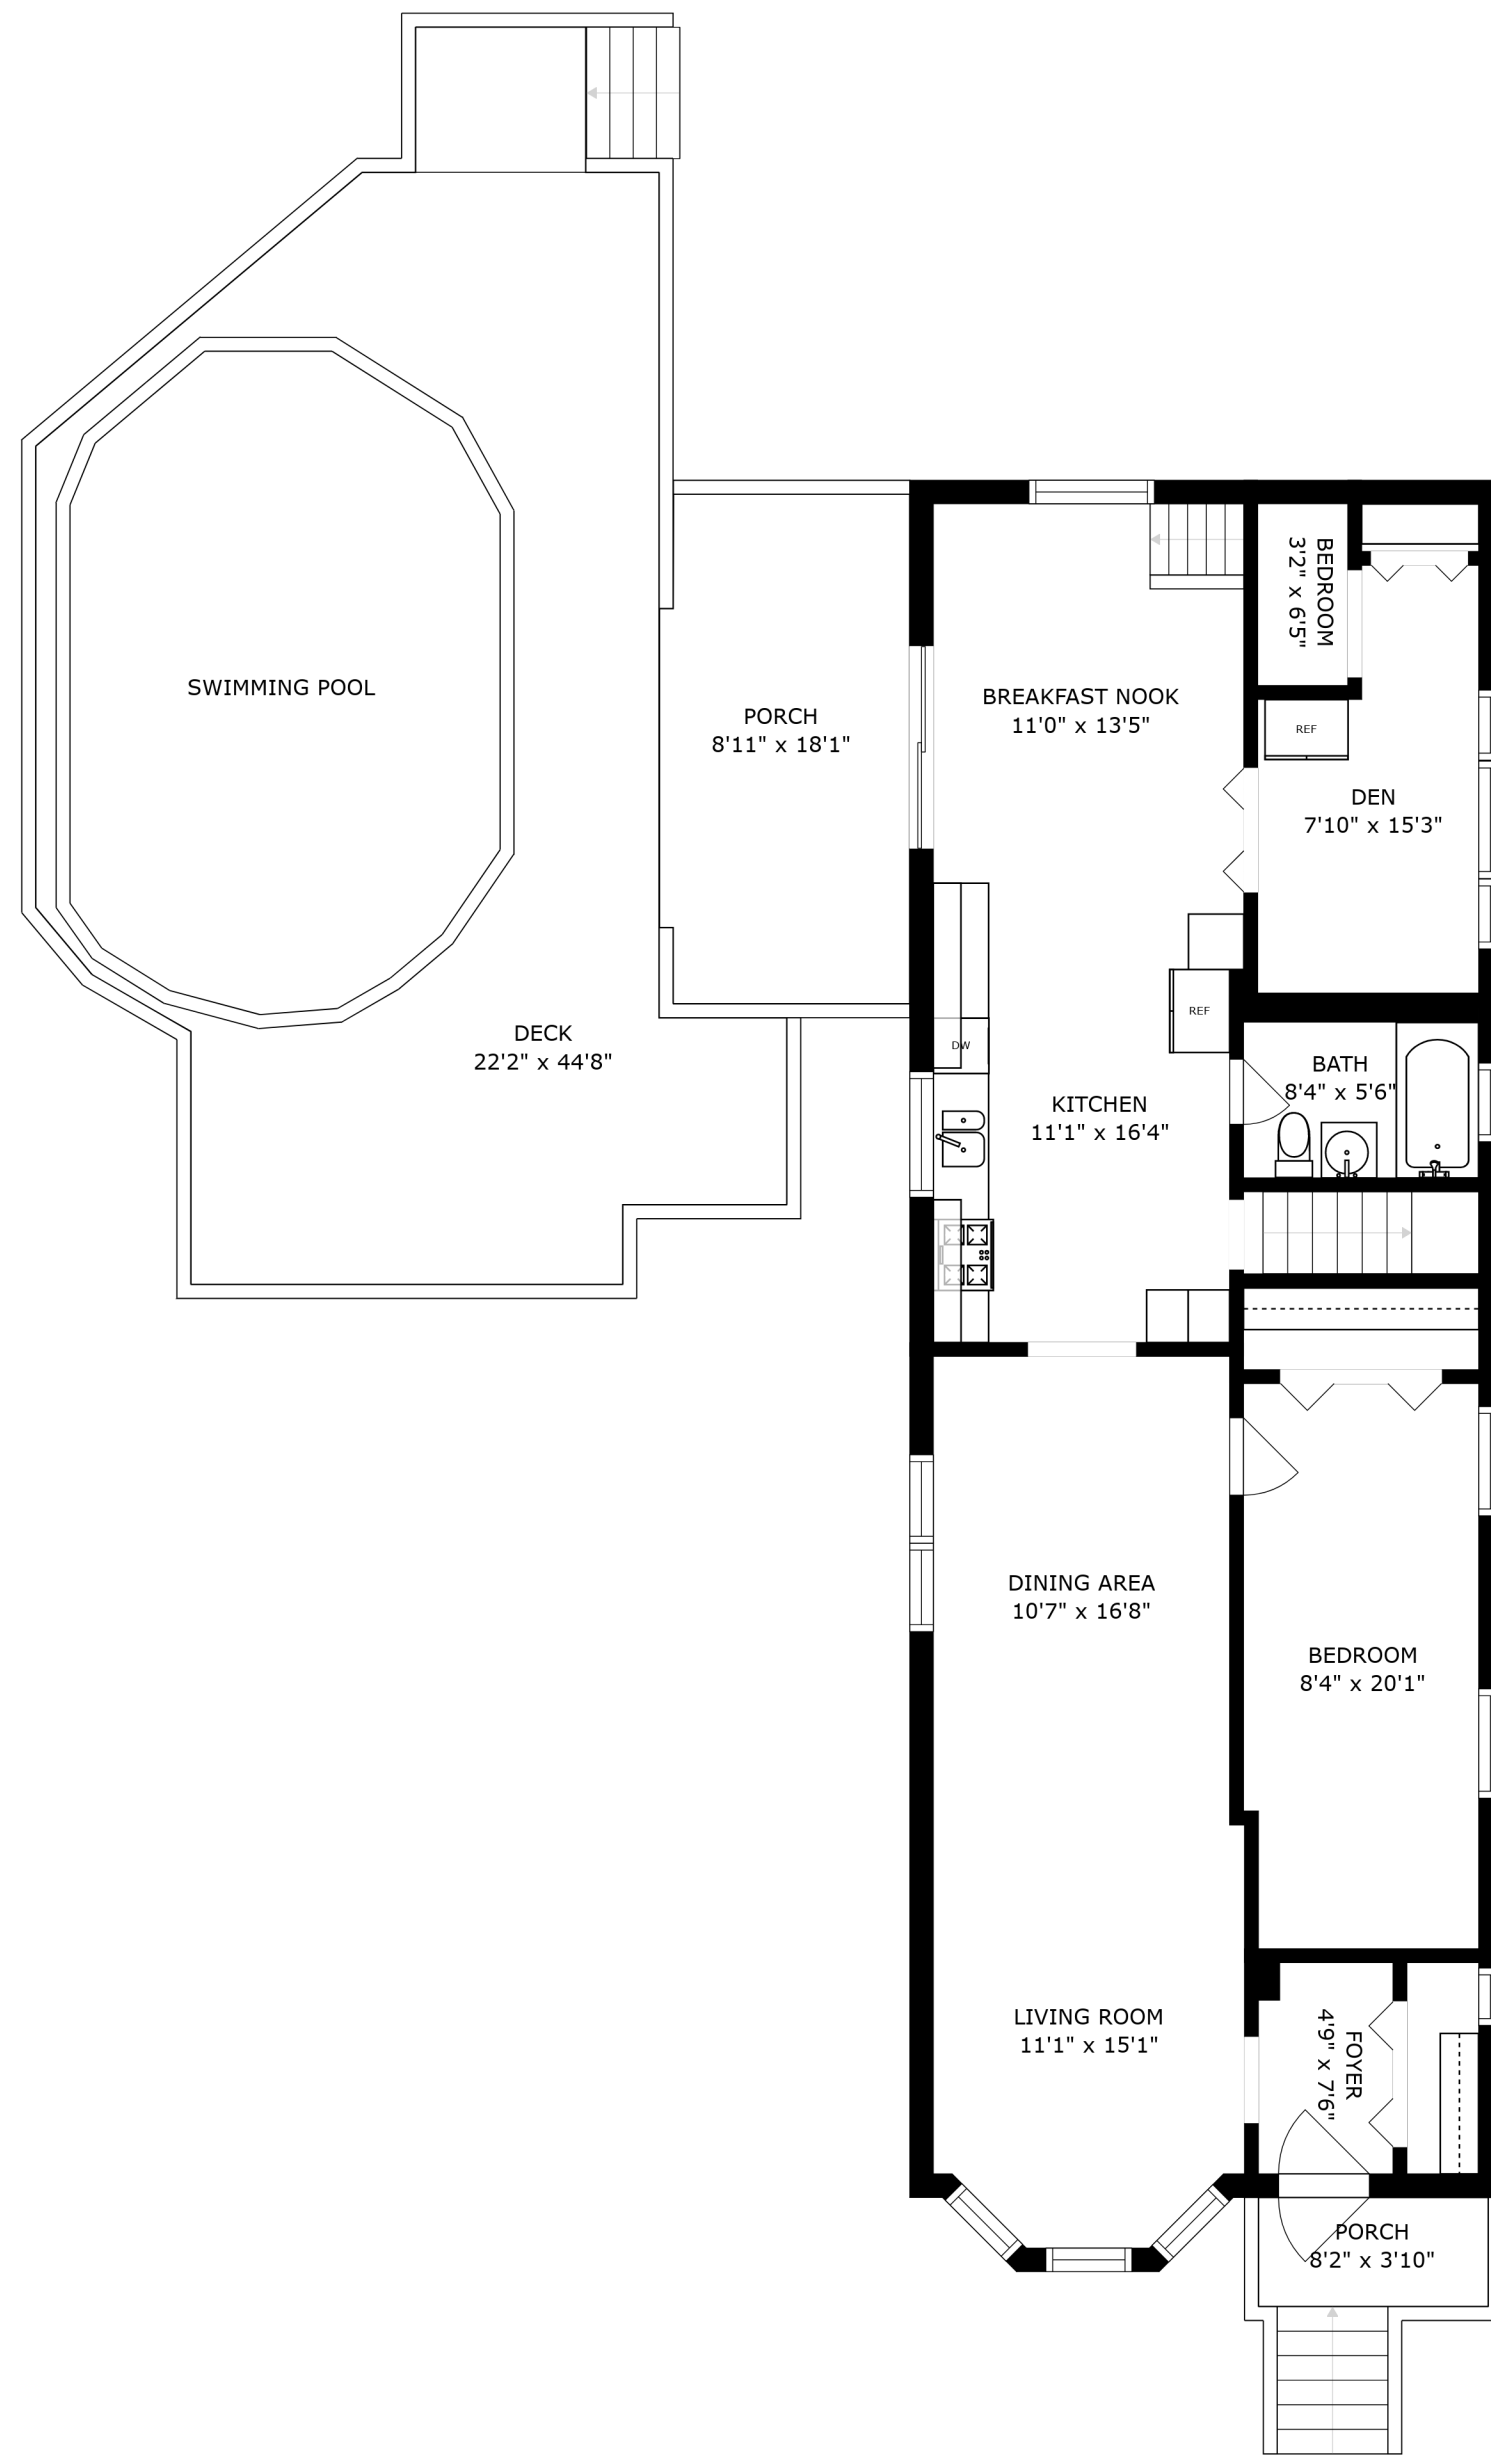 BEDROOM
3'2" x 6'5"
SWIMMING POOL
BREAKFAST NOOK
11'0" x 13'5"
PORCH
8'11" x 18'1"
REF
DEN
7'10" x 15'3"
REF
DECK
22'2" x 44'8"
DW
BATH
8'4" x 5'6"
KITCHEN
11'1" x 16'4"
DINING AREA
10'7" x 16'8"
BEDROOM
8'4" x 20'1"
LIVING ROOM
11'1" x 15'1"
FOYER
4'9" x 7'6"
PORCH
8'2" x 3'10"